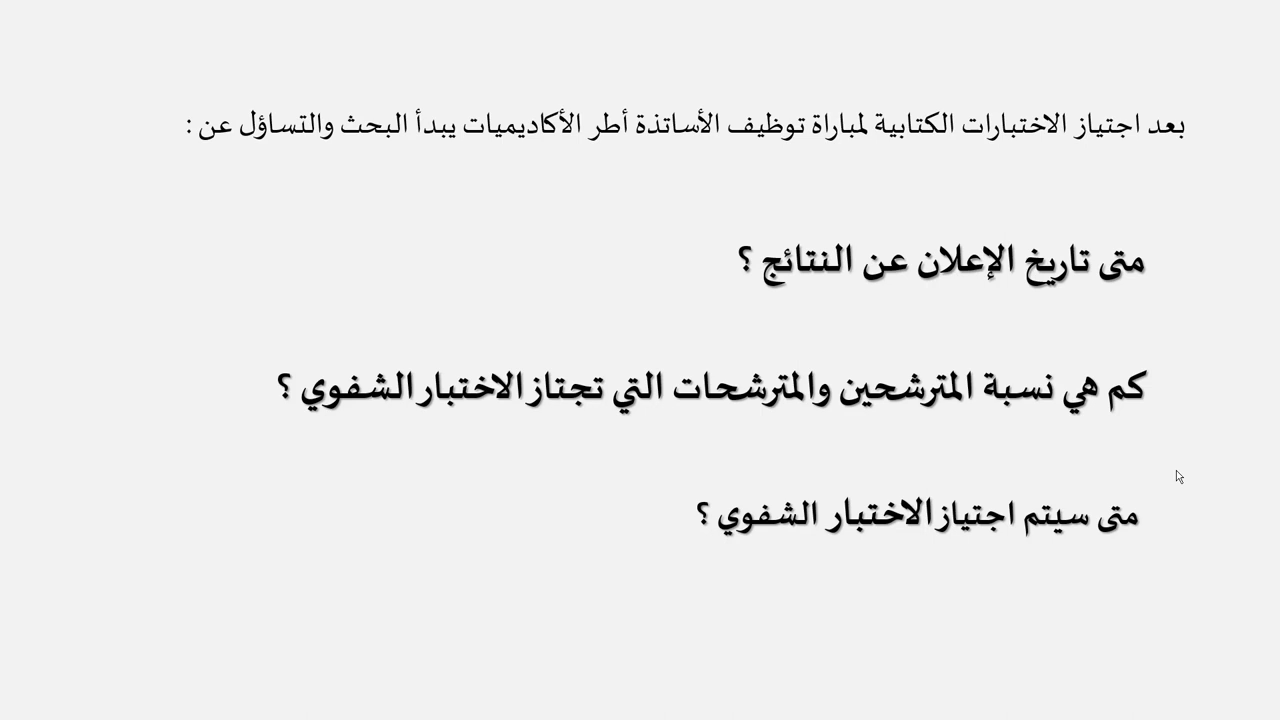 بعد اجتياز الاختبارات الكتابية لمباراة توظيف الأساتذة أطر الأكاديميات يبدأ البحث والتساؤل عن :
متى تاريخ الإعلان عن النتائج ؟
كم هي نسبة المترشحين والمترشحات التي تجتاز الاختبار الشفوي ؟
متى سيتم اجتياز الاختبار الشفوي ؟